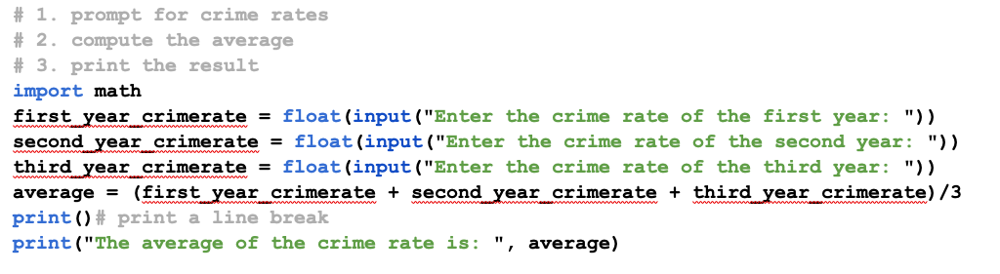 # 1. prompt for crime rates
# 2. compute the average
# 3. print the result
import math
first_year_crimerate = float(input("Enter the crime rate of the first year: "))
second_year_crimerate = float(input("Enter the crime rate of the second year: "))
third_year_crimerate = float(input("Enter the crime rate of the third year: "))
average = (first_year_crimerate + second_year_crimerate + third_year_crimerate)/3
print()# print a line break
print("The average of the crime rate is: ", average)